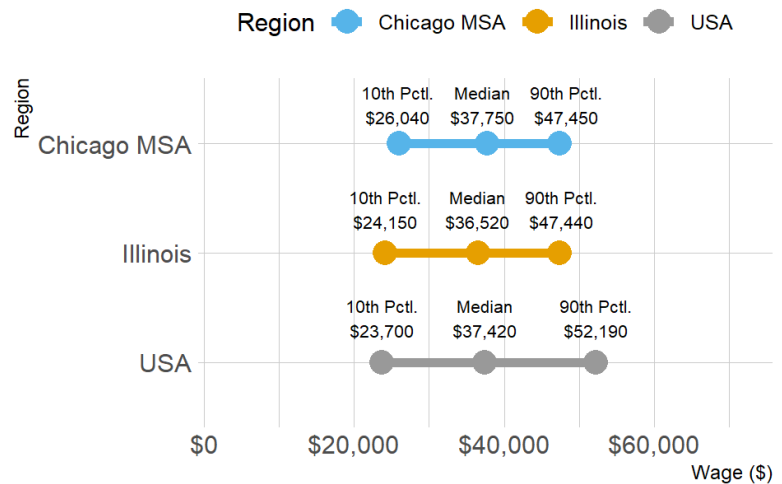 Region Chicago MSA Illinois USA
Region
10th Pctl. Median 90th Pctl.
$26,040 $37,750 $47,450
Chicago MSA
10th Pctl. Median 90th Pctl.
$24,150 $36,520 $47,440
Illinois
10th Pctl. Median 90th Pctl.
$23,700 $37,420 $52,190
USA
$0 $20,000 $40,000 $60,000
Wage ($)